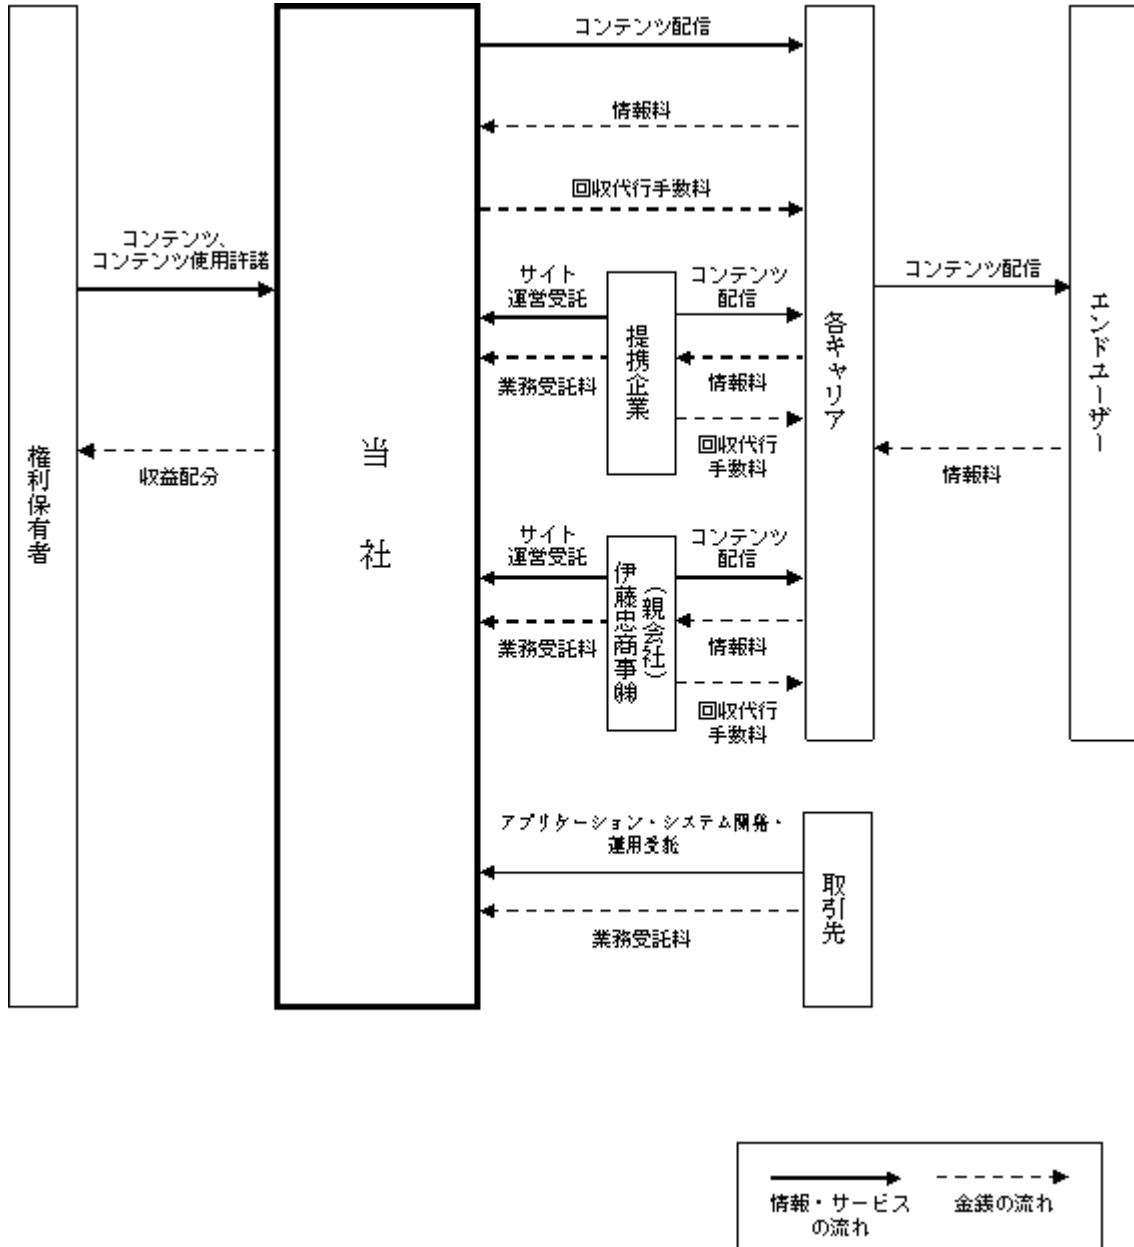 コンテンツ配信
情報料
回収代行手数料
コンテンツ、
コンテンツ使用許諾
収益配分
権利保有者
当社
サイト
運営受託
業務受託料
提携企業
コンテンツ
配信
情報料
回収代行
手数料
サイト
運営受託
業務受託料
伊藤忠商事㈱
（親会社）
コンテンツ
配信
情報料
回収代行
手数料
各キャリア
コンテンツ配信
情報料
エンドユーザー
アプリケーション・システム開発・
運用受託
業務受託料
取引先
情報・サービス
の流れ
金銭の流れ